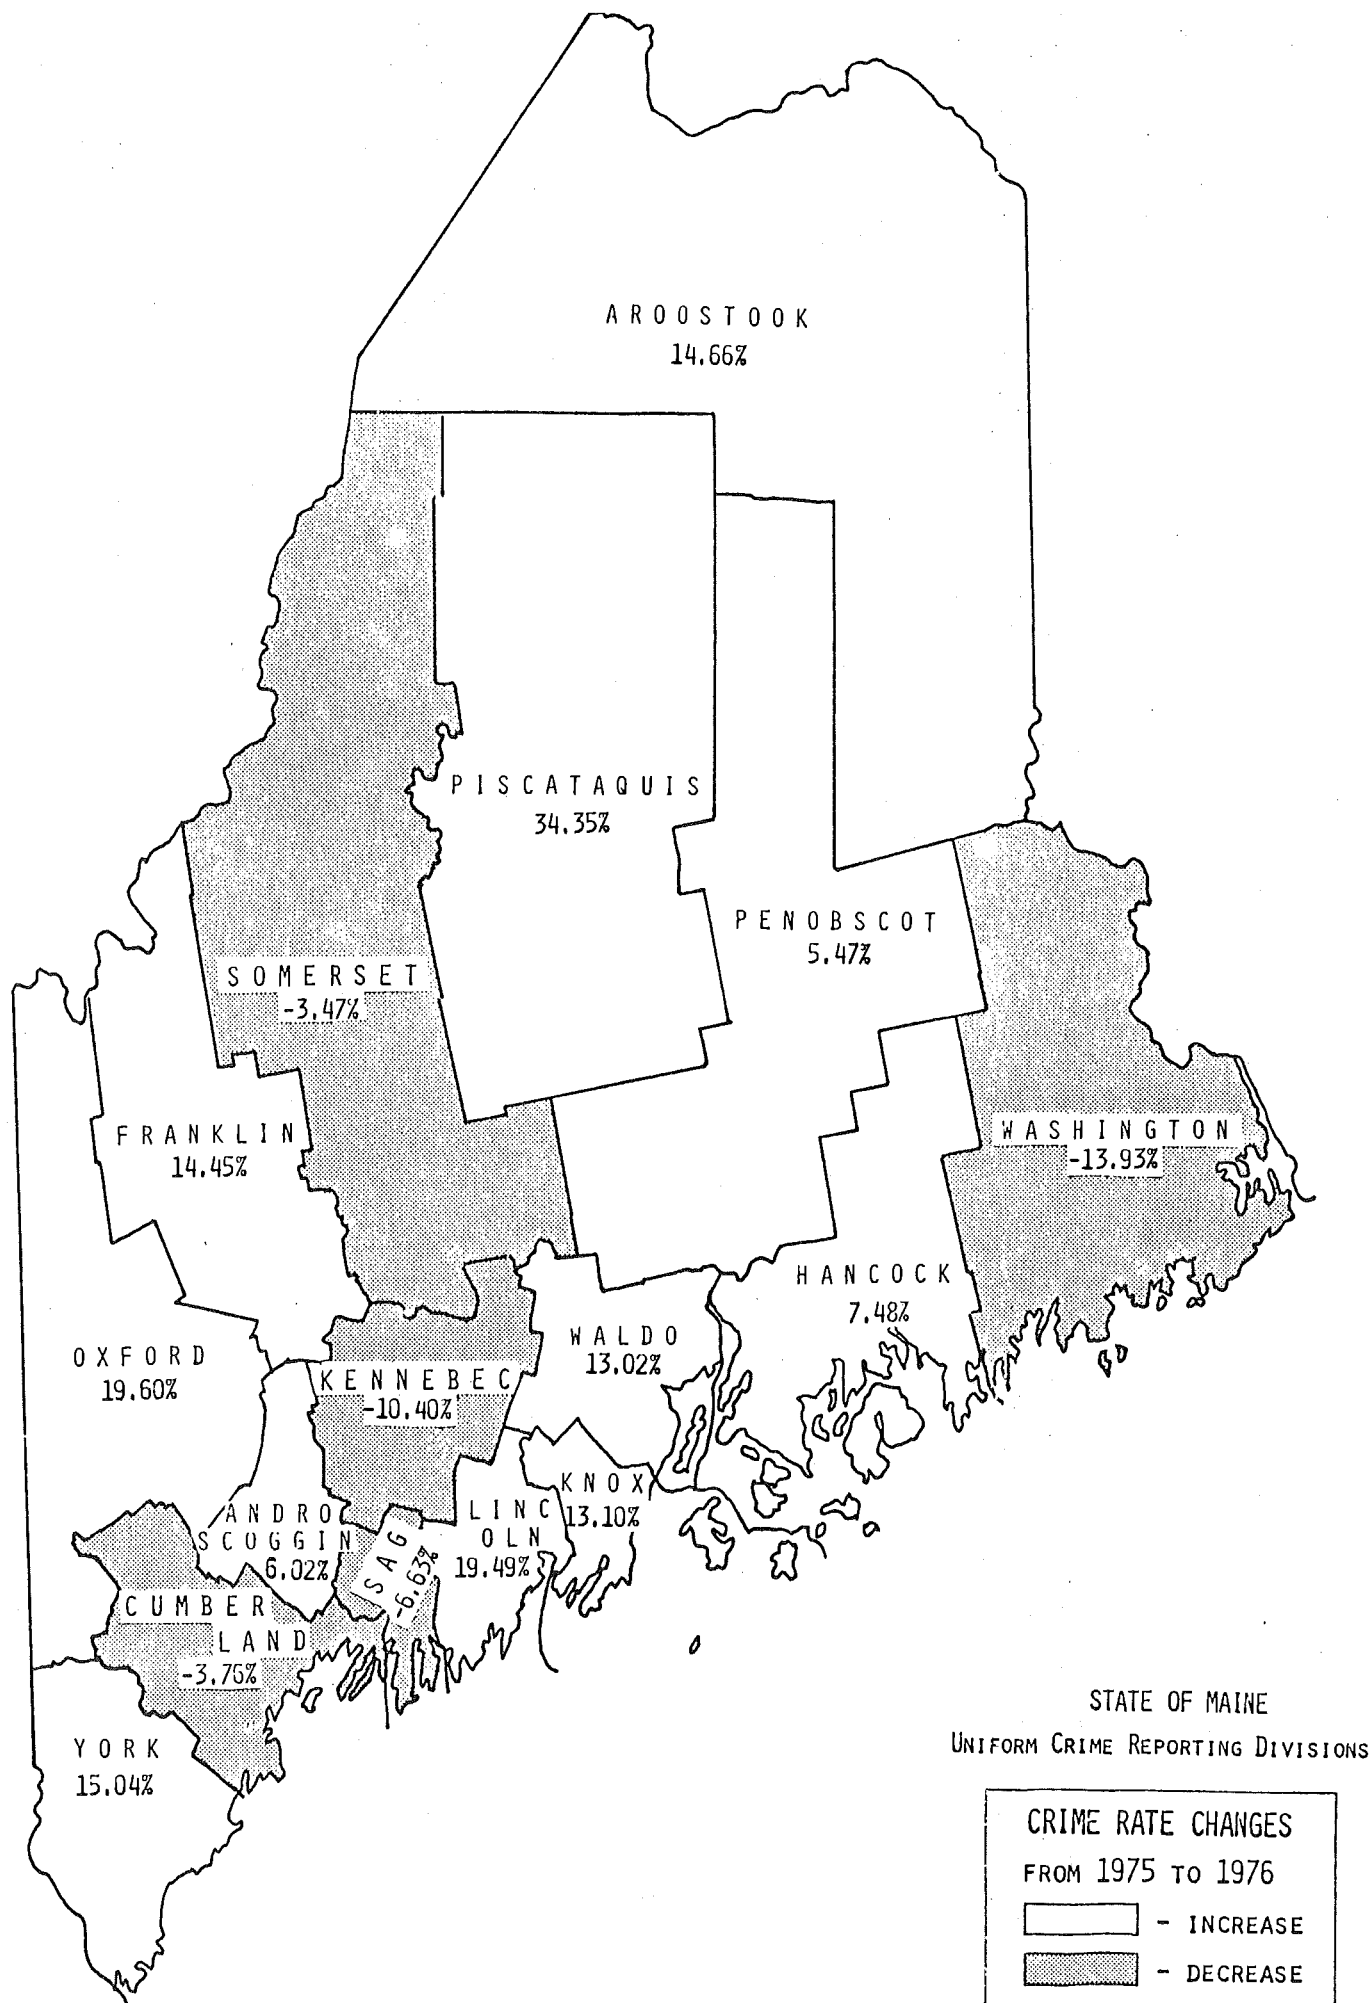 AROOSTOOK
14.66%
PISCATAQUIS
34.35%
PENOBSCOT
5.47%
SOMERSET
-3.47%
FRANKLIN
14.45%
WASHINGTON
-13.93%
HANCOCK
7.48%
OXFORD
19.60%
WALDO
13.02%
KENNEBEC
-10.40%
KNOX
13.10%
ANDRO
SCOGGIN
6.02%
LINC
OLN
19.49%
SAG
-6.63%
CUMBER
LAND
-3.76%
YORK
15.04%
STATE OF MAINE
UNIFORM CRIME REPORTING DIVISIONS
CRIME RATE CHANGES
FROM 1975 TO 1976
- INCREASE
- DECREASE